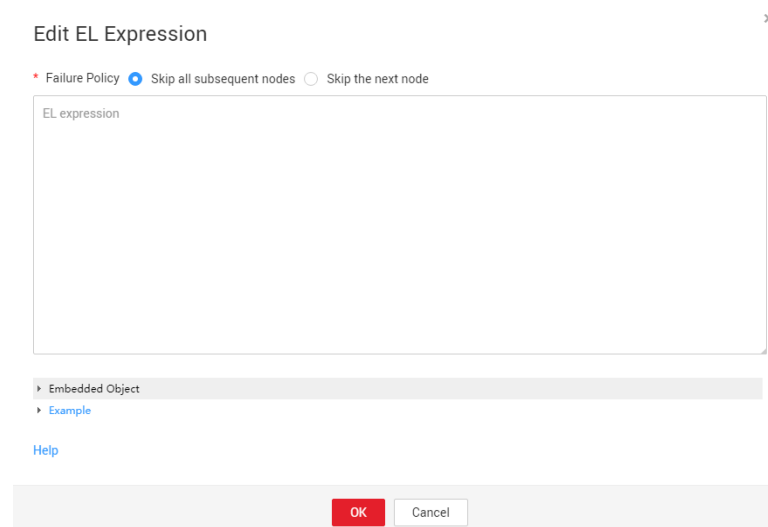 Edit EL Expression
* Failure Policy Skip all subsequent nodes Skip the next node
EL expression
Embedded Object
Example
Help
OK Cancel